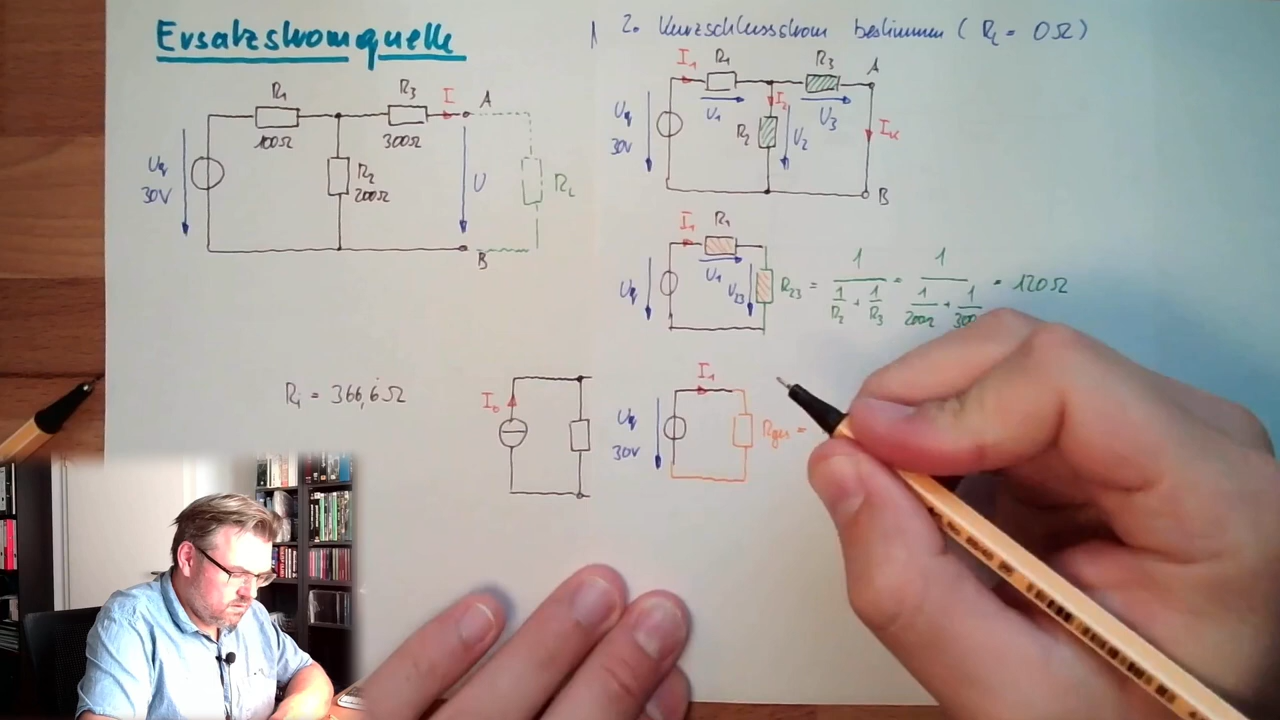 Ersatzstromquelle
R1
100Ω
R3
300Ω
I
A
Uq
30V
R2
200Ω
U
RL
B
Ri = 366,6Ω
I0
2. Kurzschlussstrom bestimmen (RL = 0Ω)
I1
R1
R3
A
Uq
30V
U1
I2
R2
U2
U3
IK
B
I1
R1
Uq
U1
U23
R23 = 1 / (1/R2 + 1/R3) = 1 / (1/200Ω + 1/300 = 120Ω
I1
Uq
30V
Rges =